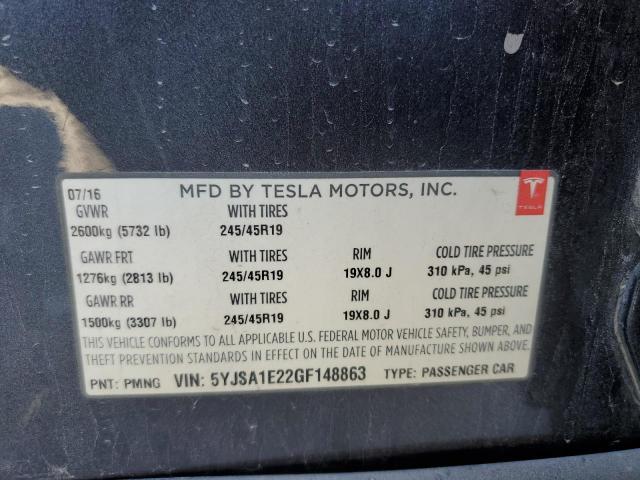 07/16 MFD BY TESLA MOTORS, INC.
TESLA
GVWR WITH TIRES
2600kg (5732 lb) 245/45R19
GAWR FRT WITH TIRES RIM COLD TIRE PRESSURE
1276kg (2813 lb) 245/45R19 19X8.0 J 310 kPa, 45 psi
GAWR RR WITH TIRES RIM COLD TIRE PRESSURE
1500kg (3307 lb) 245/45R19 19X8.0 J 310 kPa, 45 psi
THIS VEHICLE CONFORMS TO ALL APPLICABLE U.S. FEDERAL MOTOR VEHICLE SAFETY, BUMPER, AND
THEFT PREVENTION STANDARDS IN EFFECT ON THE DATE OF MANUFACTURE SHOWN ABOVE.
PNT: PMNG VIN: 5YJSA1E22GF148863 TYPE: PASSENGER CAR